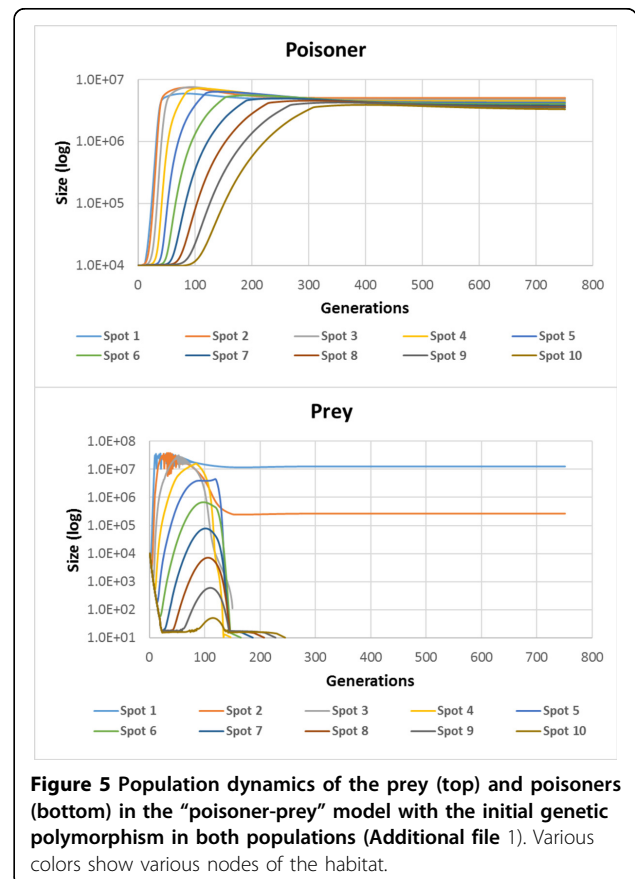 Poisoner
1.0E+07
1.0E+06
1.0E+05
1.0E+04
Size (log)
0 100 200 300 400 500 600 700 800
Generations
Spot 1 Spot 2 Spot 3 Spot 4 Spot 5
Spot 6 Spot 7 Spot 8 Spot 9 Spot 10
Prey
1.0E+08
1.0E+07
1.0E+06
1.0E+05
1.0E+04
1.0E+03
1.0E+02
1.0E+01
Size (log)
0 100 200 300 400 500 600 700 800
Generations
Spot 1 Spot 2 Spot 3 Spot 4 Spot 5
Spot 6 Spot 7 Spot 8 Spot 9 Spot 10
Figure 5 Population dynamics of the prey (top) and poisoners
(bottom) in the “poisoner-prey” model with the initial genetic
polymorphism in both populations (Additional file 1). Various
colors show various nodes of the habitat.